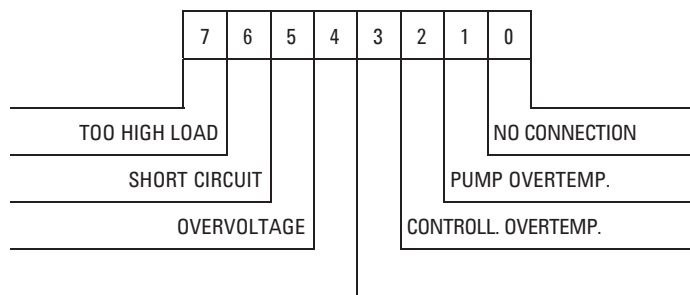 7 6 5 4 3 2 1 0
TOO HIGH LOAD
NO CONNECTION
SHORT CIRCUIT
PUMP OVERTEMP.
OVERVOLTAGE
CONTROLL. OVERTEMP.